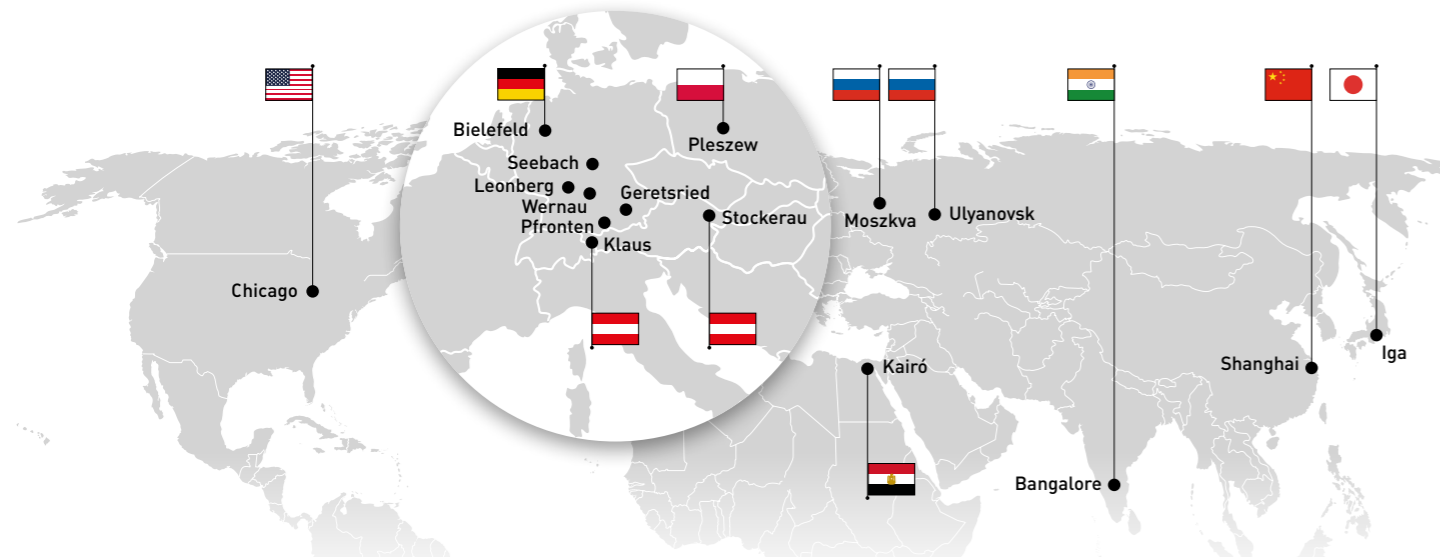 Bielefeld
Pleszew
Seebach
Leonberg
Geretsried
Wernau
Pfronten
Stockerau
Klaus
Moszkva
Ulyanovsk
Chicago
Kairó
Shanghai
Iga
Bangalore